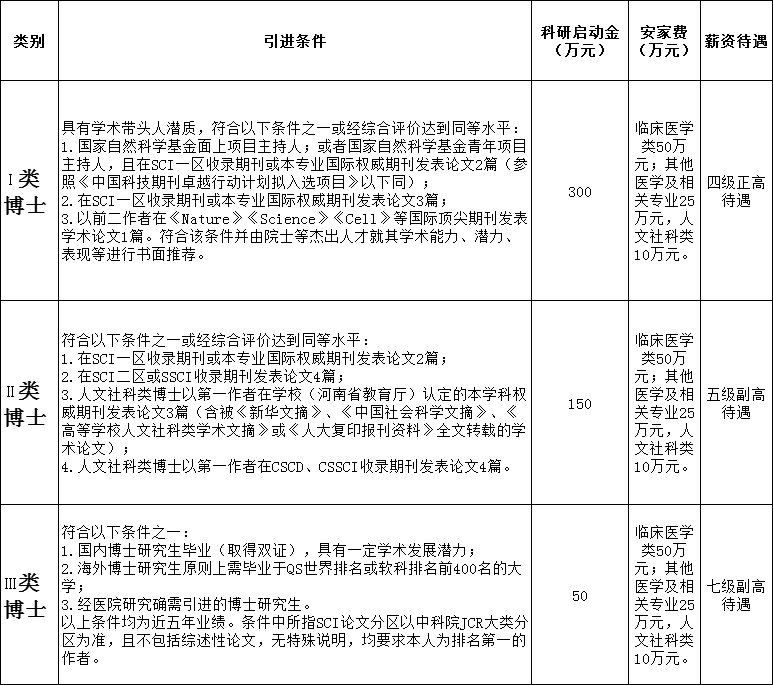 类别
引进条件
科研启动金
(万元)
安家费
(万元)
薪资待遇
Ⅰ类
博士
具有学术带头人潜质，符合以下条件之一或经综合评价达到同等水平：
1.国家自然科学基金面上项目主持人；或者国家自然科学基金青年项目
主持人，且在SCI一区收录期刊或本专业国际权威期刊发表论文2篇（参
照《中国科技期刊卓越行动计划拟入选项目》以下同）；
2.在SCI一区收录期刊或本专业国际权威期刊发表论文3篇；
3.以前二作者在《Nature》《Science》《Cell》等国际顶尖期刊发表
学术论文1篇。符合该条件并由院士等杰出人才就其学术能力、潜力、
表现等进行书面推荐。
300
临床医学
类50万
元；其他
医学及相
关专业25
万元，人
文社科类
10万元。
四级正高
待遇
Ⅱ类
博士
符合以下条件之一或经综合评价达到同等水平：
1.在SCI一区收录期刊或本专业国际权威期刊发表论文2篇；
2.在SCI二区或SSCI收录期刊发表论文4篇；
3.人文社科类博士以第一作者在学校（河南省教育厅）认定的本学科权
威期刊发表论文3篇（含被《新华文摘》、《中国社会科学文摘》、《
高等学校人文社科类学术文摘》或《人大复印报刊资料》全文转载的学
术论文）；
4.人文社科类博士以第一作者在CSCD、CSSCI收录期刊发表论文4篇。
150
临床医学
类50万
元；其他
医学及相
关专业25
万元，人
文社科类
10万元。
五级副高
待遇
Ⅲ类
博士
符合以下条件之一：
1.国内博士研究生毕业（取得双证），具有一定学术发展潜力；
2.海外博士研究生原则上需毕业于QS世界排名或软科排名前400名的大
学；
3.经医院研究确需引进的博士研究生。
以上条件均为近五年业绩。条件中所指SCI论文分区以中科院JCR大类分
区为准，且不包括综述性论文，无特殊说明，均要求本人为排名第一的
作者。
50
临床医学
类50万
元；其他
医学及相
关专业25
万元，人
文社科类
10万元。
七级副高
待遇